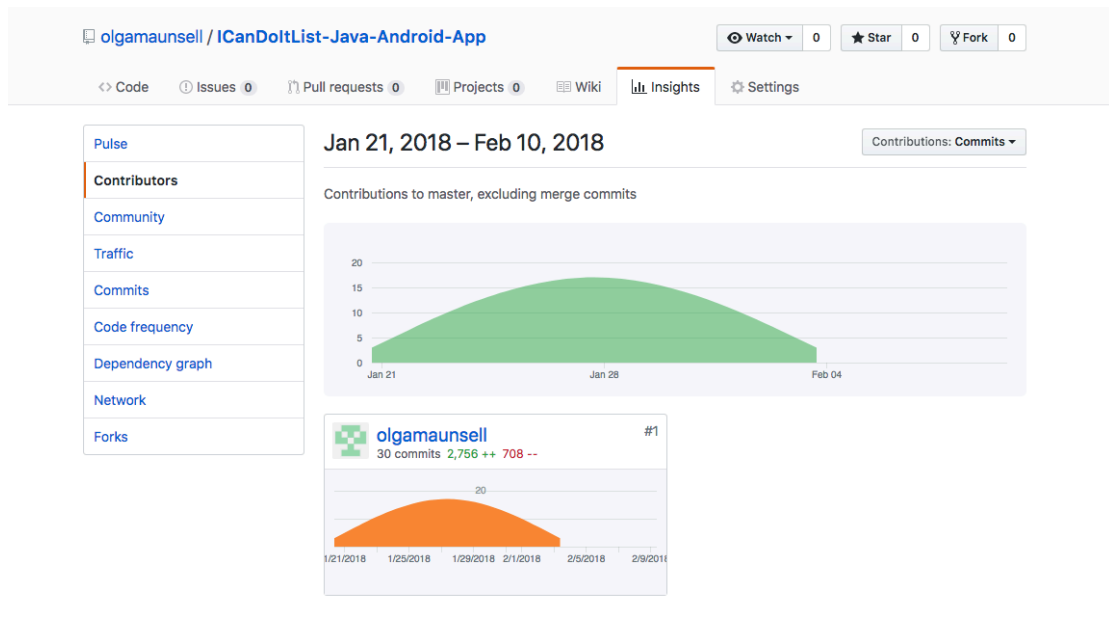 olgamaunsell / ICanDoItList-Java-Android-App
Watch 0 Star 0 Fork 0
Code Issues 0 Pull requests 0 Projects 0 Wiki Insights Settings
Pulse
Contributors
Community
Traffic
Commits
Code frequency
Dependency graph
Network
Forks
Jan 21, 2018 – Feb 10, 2018
Contributions: Commits
Contributions to master, excluding merge commits
20
15
10
5
0
Jan 21 Jan 28 Feb 04
olgamaunsell #1
30 commits 2,756 ++ 708 --
20
1/21/2018 1/25/2018 1/29/2018 2/1/2018 2/5/2018 2/9/2018